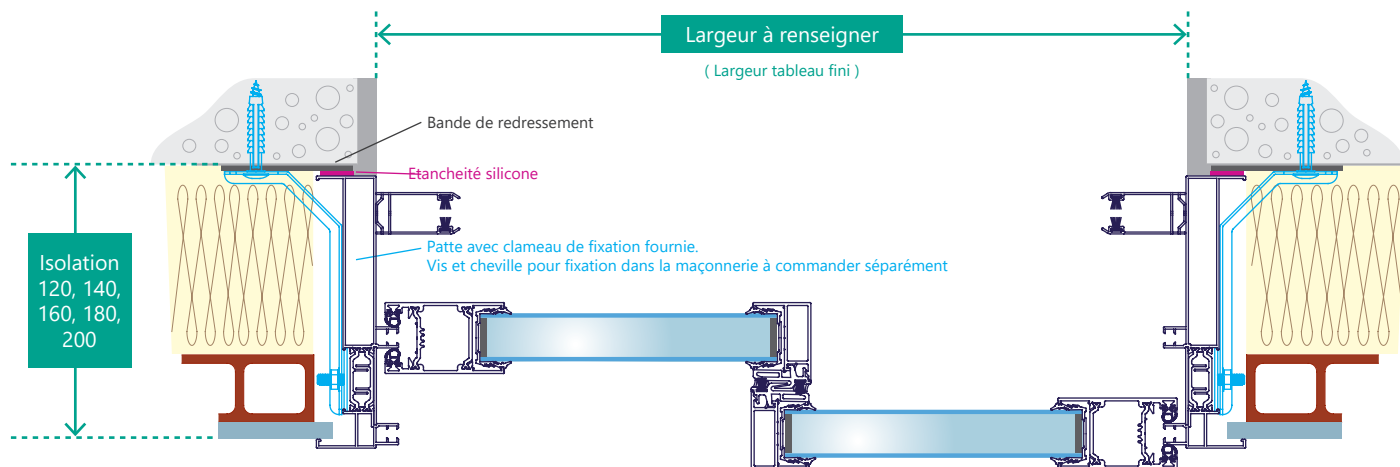 Largeur à renseigner
( Largeur tableau fini )
Bande de redressement
Etancheité silicone
Patte avec clameau de fixation fournie.
Vis et cheville pour fixation dans la maçonnerie à commander séparément
Isolation
120, 140,
160, 180,
200